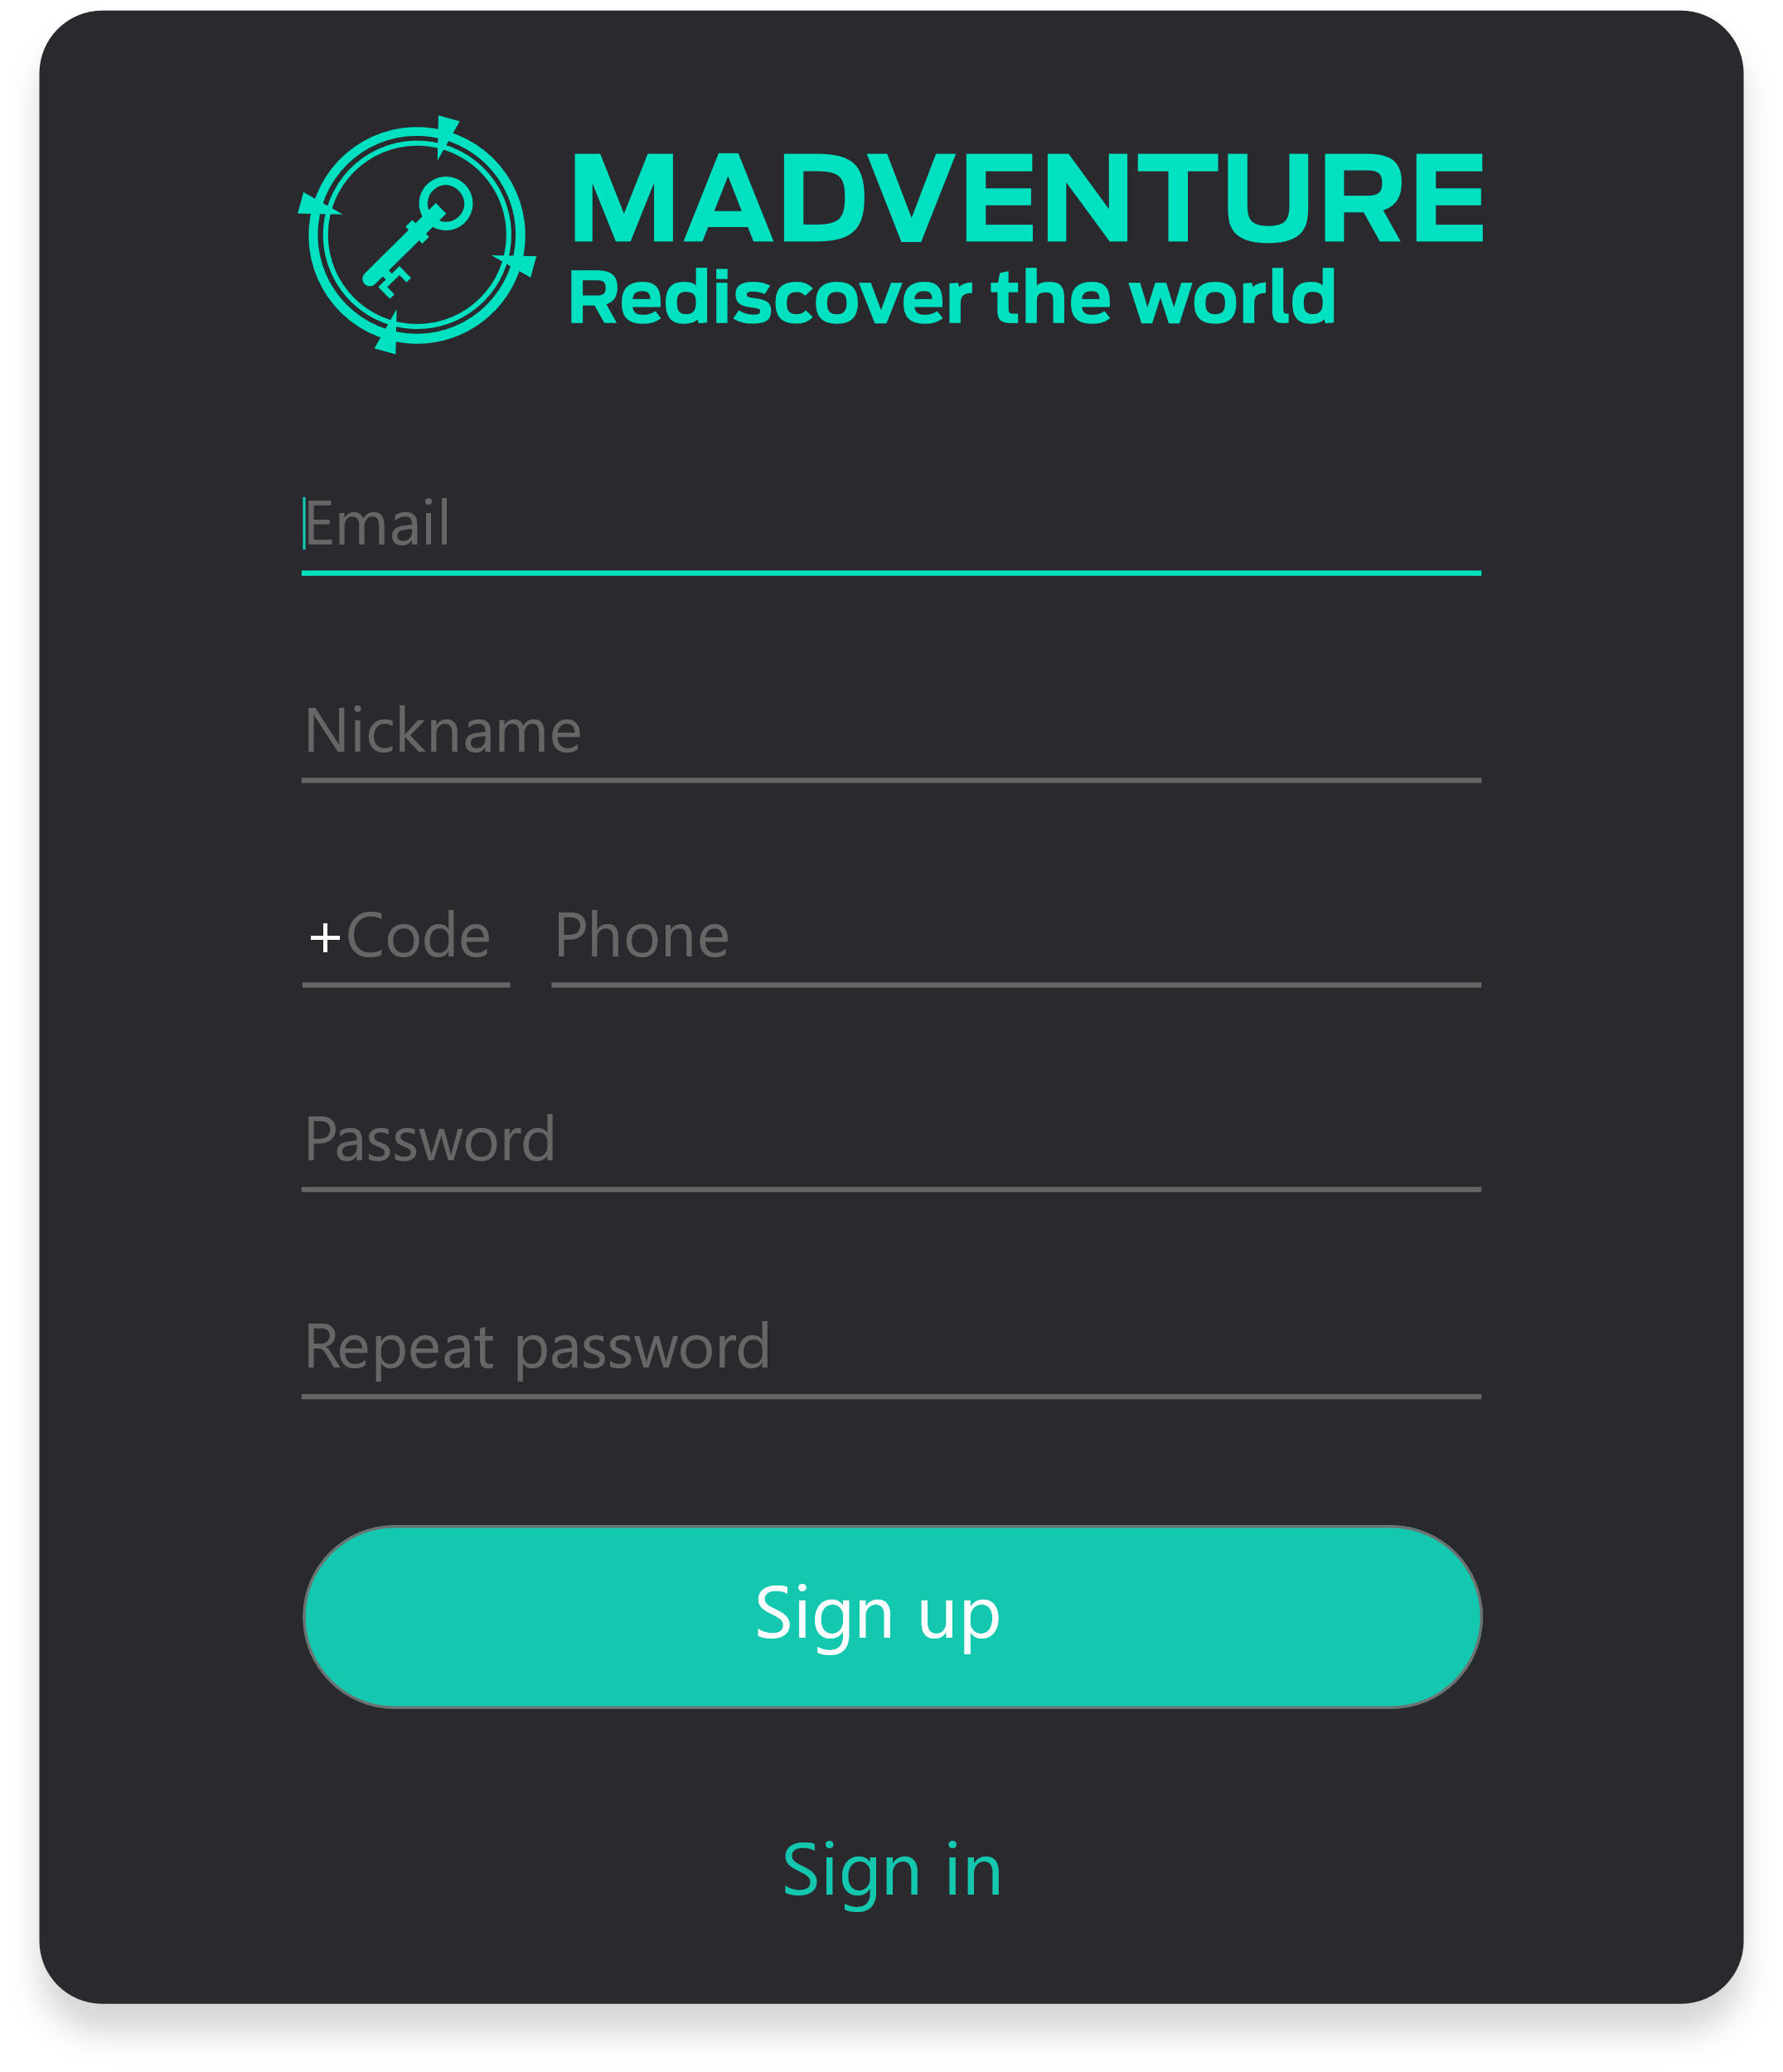 MADVENTURE
Rediscover the world
Email
Nickname
+Code Phone
Password
Repeat password
Sign up
Sign in